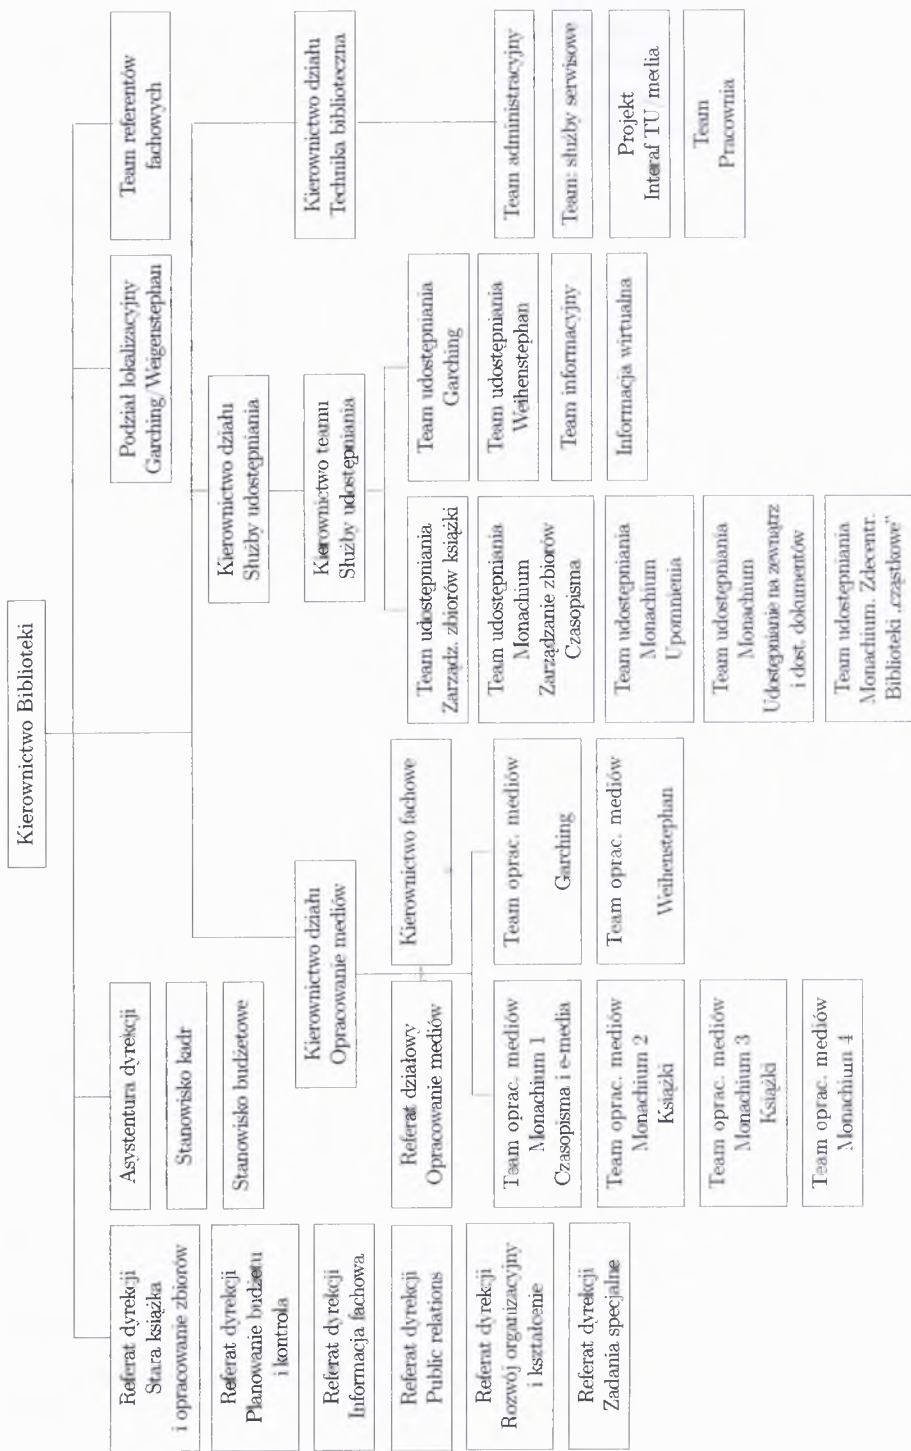 Kierownictwo Biblioteki
Referat dyrekcji
Stara książka
i opracowanie zbiorów
Referat dyrekcji
Planowanie budżetu
i kontrola
Referat dyrekcji
Informacja fachowa
Referat dyrekcji
Public relations
Referat dyrekcji
Rozwój organizacyjny
i kształcenie
Referat dyrekcji
Zadania specjalne
Asystentura dyrekcji
Stanowisko kadr
Stanowisko budżetowe
Podział lokalizacyjny
Garching/Weigenstephan
Team referentów
fachowych
Kierownictwo działu
Opracowanie mediów
Referat działowy
Opracowanie mediów
Kierownictwo fachowe
Team oprac. mediów
Monachium 1
Czasopisma i e-media
Team oprac. mediów
Monachium 2
Książki
Team oprac. mediów
Monachium 3
Książki
Team oprac. mediów
Monachium 4
Team oprac. mediów
Garching
Team oprac. mediów
Weihenstephan
Kierownictwo działu
Służby udostępniania
Kierownictwo teamu
Służby udostępniania
Team udostępniania
Zarządz. zbiorów książki
Team udostępniania
Monachium
Zarządzanie zbiorów
Czasopisma
Team udostępniania
Monachium
Upomnienia
Team udostępniania
Monachium
Udostępnianie na zewnątrz
i dost. dokumentów
Team udostępniania
Monachium. Zdecentr.
Biblioteki „cząstkowe”
Team udostępniania
Garching
Team udostępniania
Weihenstephan
Team informacyjny
Informacja wirtualna
Kierownictwo działu
Technika biblioteczna
Team administracyjny
Team: służby serwisowe
Projekt
Interaf TU/media
Team
Pracownia